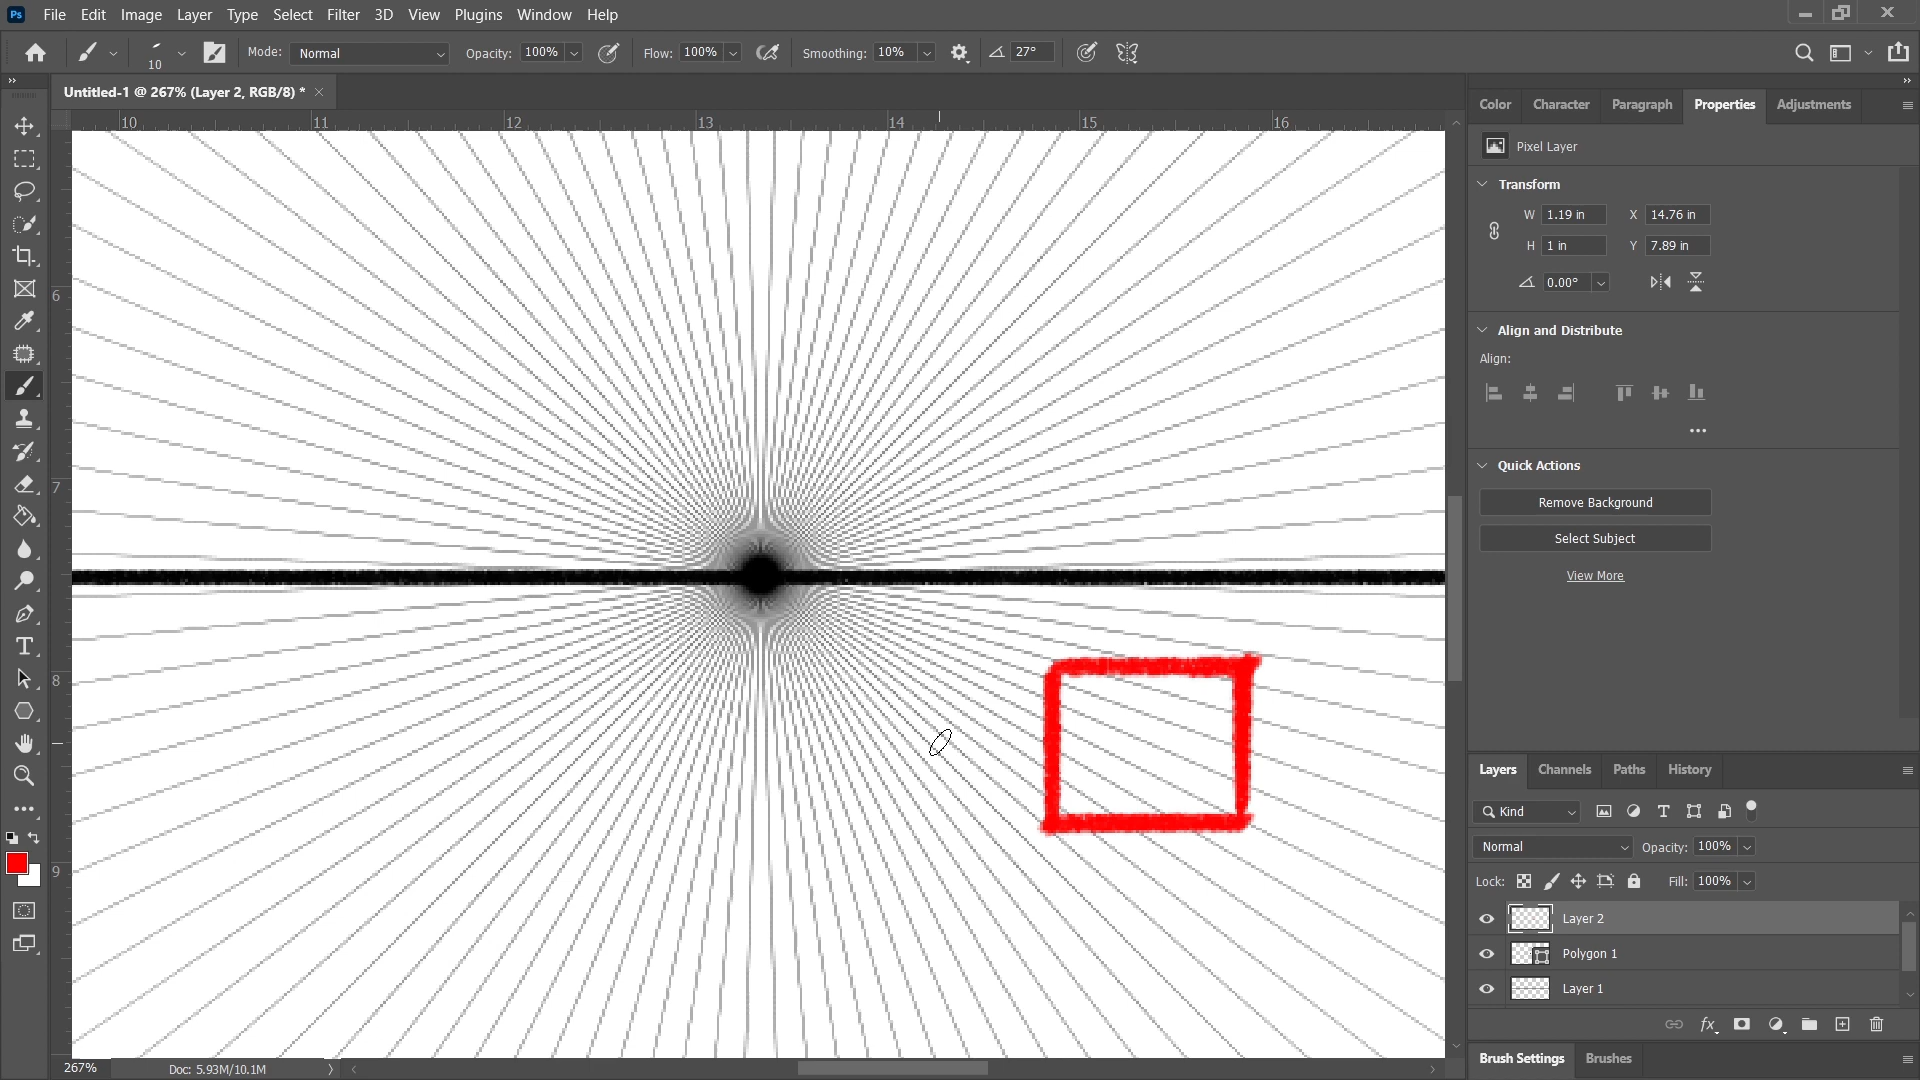 Ps File Edit Image Layer Type Select Filter 3D View Plugins Window Help
10 Mode: Normal Opacity: 100% Flow: 100% Smoothing: 10% 27°
Untitled-1 @ 267% (Layer 2, RGB/8) * ×
10 11 12 13 14 15 16
6
7
8
9
267% Doc: 5.93M/10.1M
Color Character Paragraph Properties Adjustments
Pixel Layer
Transform
W 1.19 in X 14.76 in
H 1 in Y 7.89 in
0.00°
Align and Distribute
Align:
Quick Actions
Remove Background
Select Subject
View More
Layers Channels Paths History
Kind
Normal Opacity: 100%
Lock: Fill: 100%
Layer 2
Polygon 1
Layer 1
fx
Brush Settings Brushes